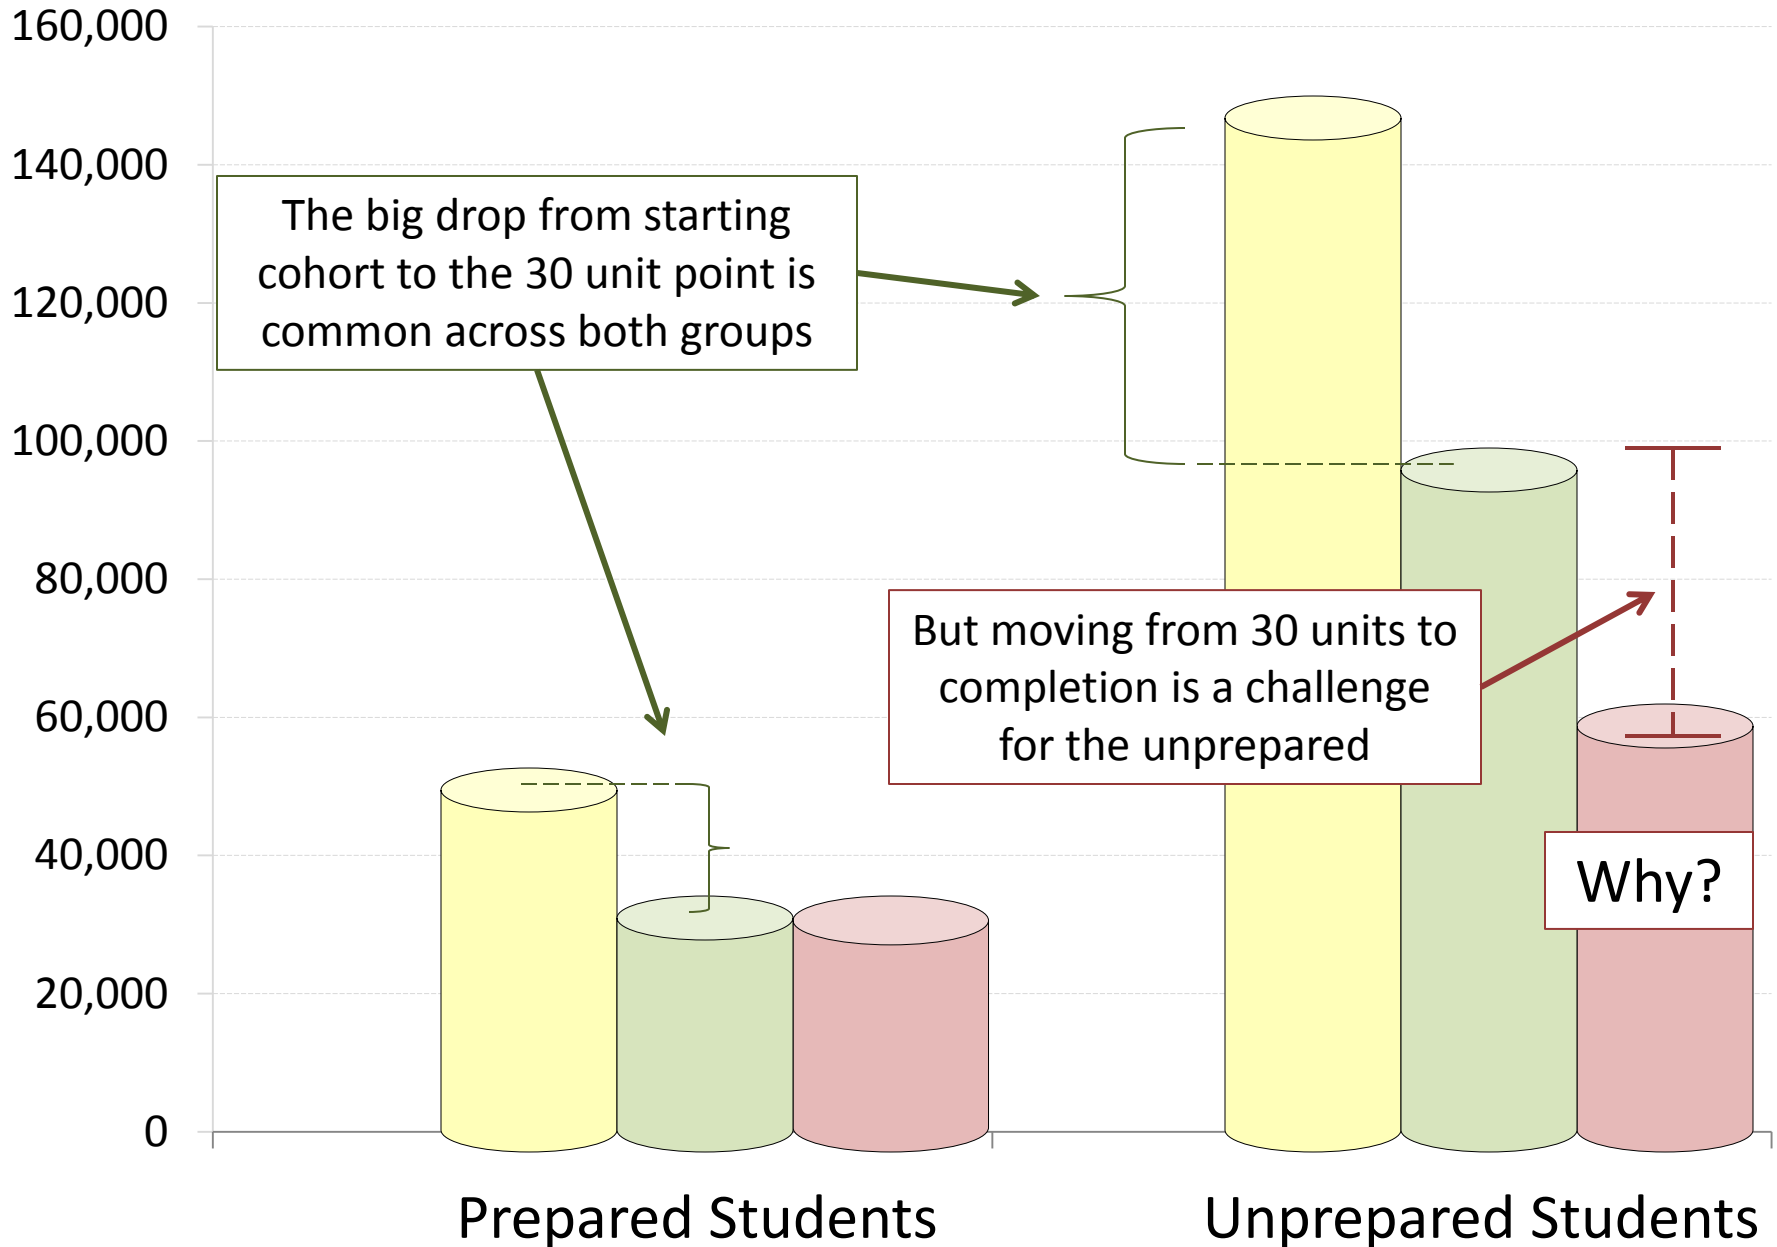 160,000
140,000
120,000
100,000
80,000
60,000
40,000
20,000
0
The big drop from starting
cohort to the 30 unit point is
common across both groups
But moving from 30 units to
completion is a challenge
for the unprepared
Why?
Prepared Students
Unprepared Students